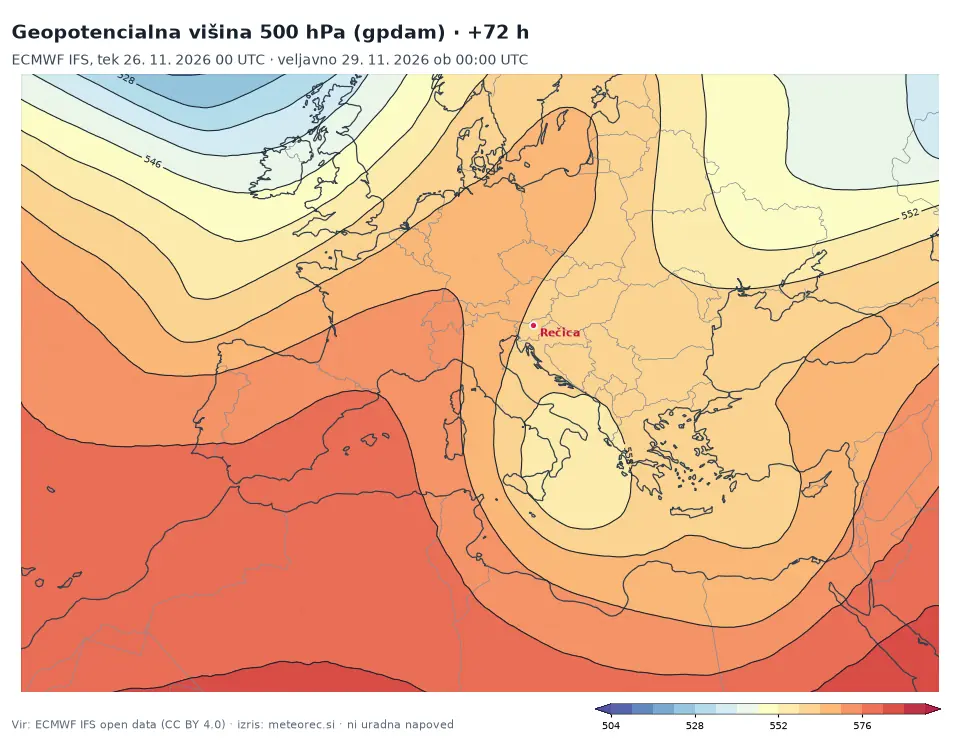 Geopotencialna višina 500 hPa (gpdam) · +72 h
ECMWF IFS, tek 26. 11. 2026 00 UTC · veljavno 29. 11. 2026 ob 00:00 UTC
528
546
552
Rečica
558
Vir: ECMWF IFS open data (CC BY 4.0) · izris: meteorec.si · ni uradna napoved
504 528 552 576